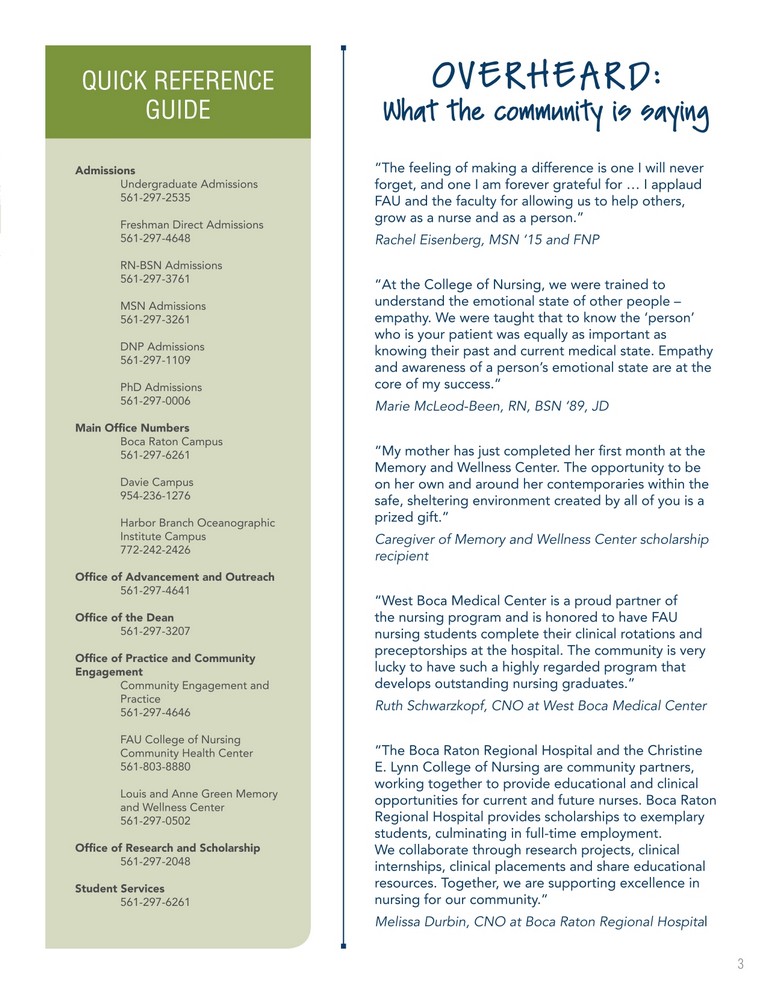 QUICK REFERENCE
GUIDE
Admissions
Undergraduate Admissions
561-297-2535
Freshman Direct Admissions
561-297-4648
RN-BSN Admissions
561-297-3761
MSN Admissions
561-297-3261
DNP Admissions
561-297-1109
PhD Admissions
561-297-0006
Main Office Numbers
Boca Raton Campus
561-297-6261
Davie Campus
954-236-1276
Harbor Branch Oceanographic
Institute Campus
772-242-2426
Office of Advancement and Outreach
561-297-4641
Office of the Dean
561-297-3207
Office of Practice and Community
Engagement
Community Engagement and
Practice
561-297-4646
FAU College of Nursing
Community Health Center
561-803-8880
Louis and Anne Green Memory
and Wellness Center
561-297-0502
Office of Research and Scholarship
561-297-2048
Student Services
561-297-6261
OVERHEARD:
What the community is saying
“The feeling of making a difference is one I will never
forget, and one I am forever grateful for … I applaud
FAU and the faculty for allowing us to help others,
grow as a nurse and as a person.”
Rachel Eisenberg, MSN ‘15 and FNP
“At the College of Nursing, we were trained to
understand the emotional state of other people –
empathy. We were taught that to know the ‘person’
who is your patient was equally as important as
knowing their past and current medical state. Empathy
and awareness of a person’s emotional state are at the
core of my success.”
Marie McLeod-Been, RN, BSN ‘89, JD
“My mother has just completed her first month at the
Memory and Wellness Center. The opportunity to be
on her own and around her contemporaries within the
safe, sheltering environment created by all of you is a
prized gift.”
Caregiver of Memory and Wellness Center scholarship
recipient
“West Boca Medical Center is a proud partner of
the nursing program and is honored to have FAU
nursing students complete their clinical rotations and
preceptorships at the hospital. The community is very
lucky to have such a highly regarded program that
develops outstanding nursing graduates.”
Ruth Schwarzkopf, CNO at West Boca Medical Center
“The Boca Raton Regional Hospital and the Christine
E. Lynn College of Nursing are community partners,
working together to provide educational and clinical
opportunities for current and future nurses. Boca Raton
Regional Hospital provides scholarships to exemplary
students, culminating in full-time employment.
We collaborate through research projects, clinical
internships, clinical placements and share educational
resources. Together, we are supporting excellence in
nursing for our community.”
Melissa Durbin, CNO at Boca Raton Regional Hospital
3